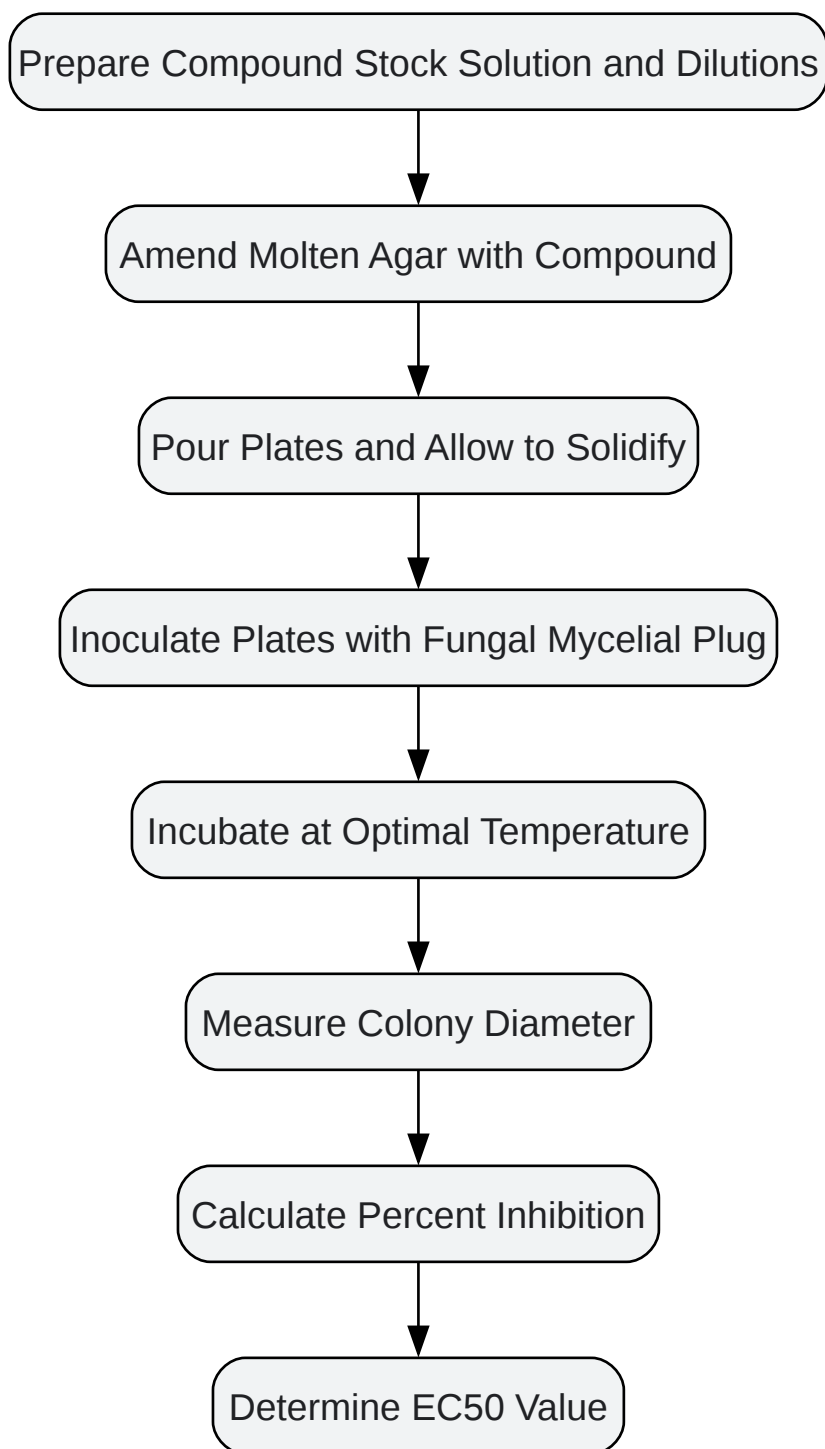 Prepare Compound Stock Solution and Dilutions
Amend Molten Agar with Compound
Pour Plates and Allow to Solidify
Inoculate Plates with Fungal Mycelial Plug
Incubate at Optimal Temperature
Measure Colony Diameter
Calculate Percent Inhibition
Determine EC50 Value